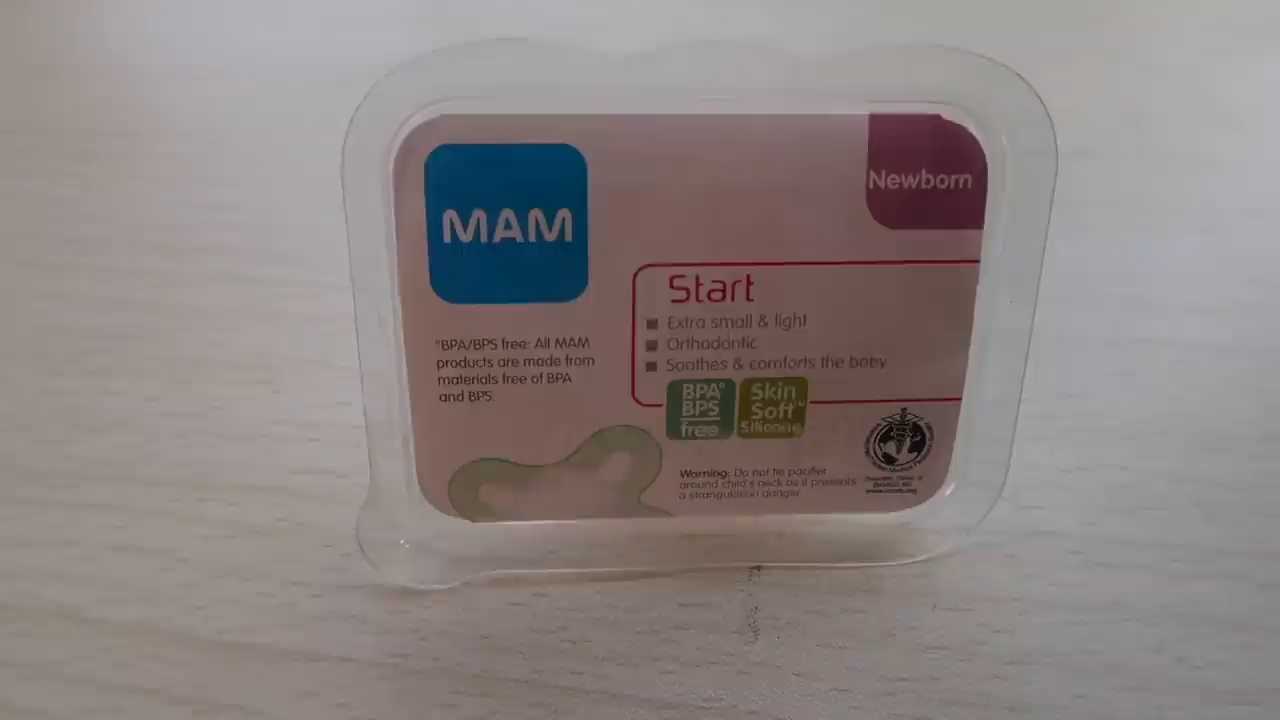 MAM
Newborn
Start
Extra small & light
Orthodontic
Soothes & comforts the baby
*BPA/BPS free: All MAM
products are made from
materials free of BPA
and BPS.
BPA*
BPS
free
Skin
Soft™
Silicone
Warning: Do not tie pacifier
around child's neck as it presents
a strangulation danger.